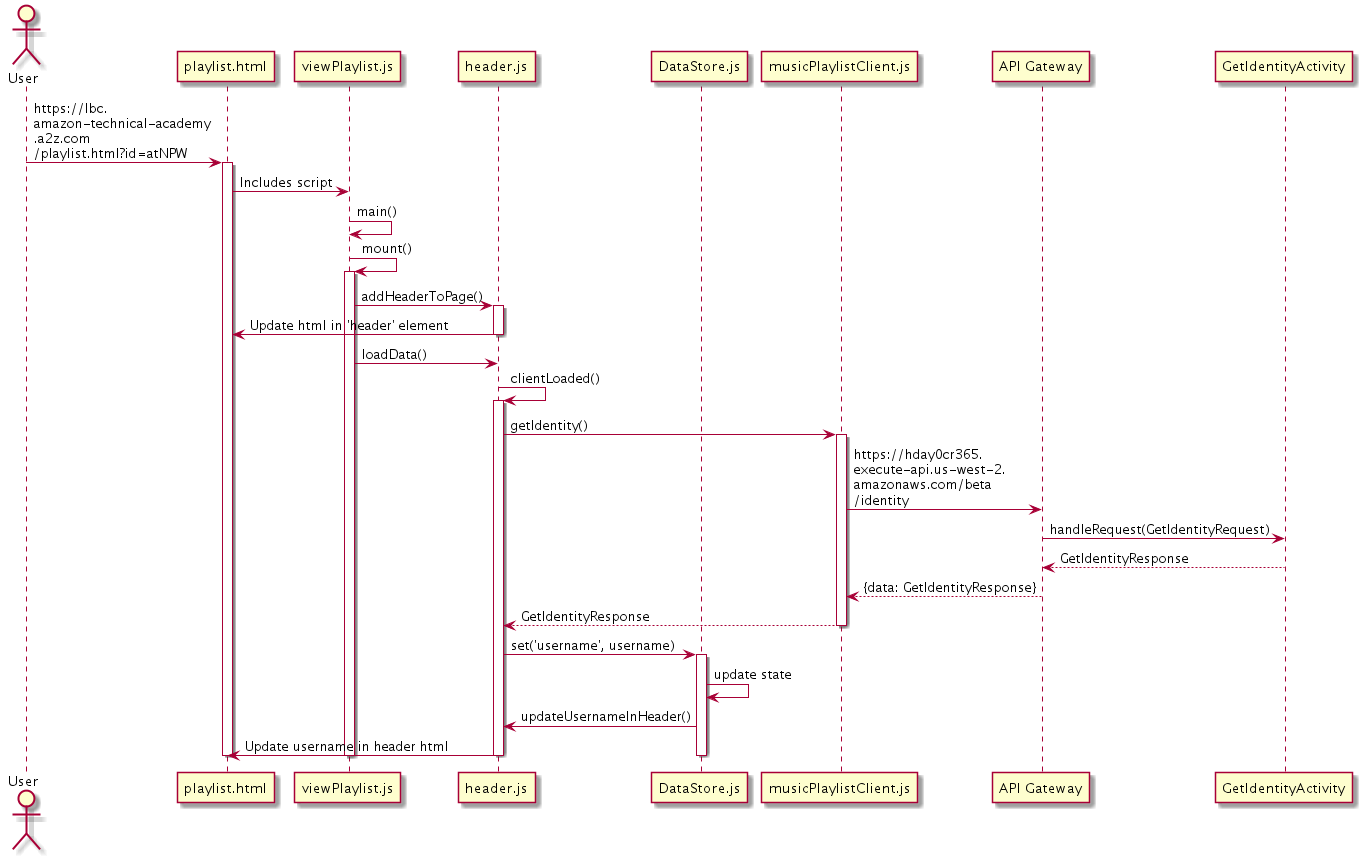 User
playlist.html
viewPlaylist.js
header.js
DataStore.js
musicPlaylistClient.js
API Gateway
GetIdentityActivity
https://lbc.
amazon-technical-academy
.a2z.com
/playlist.html?id=atNPW
Includes script
main()
mount()
addHeaderToPage()
Update html in 'header' element
loadData()
clientLoaded()
getIdentity()
https://hday0cr365.
execute-api.us-west-2.
amazonaws.com/beta
/identity
handleRequest(GetIdentityRequest)
GetIdentityResponse
{data: GetIdentityResponse}
GetIdentityResponse
set('username', username)
update state
updateUsernameInHeader()
Update username in header html
User
playlist.html
viewPlaylist.js
header.js
DataStore.js
musicPlaylistClient.js
API Gateway
GetIdentityActivity